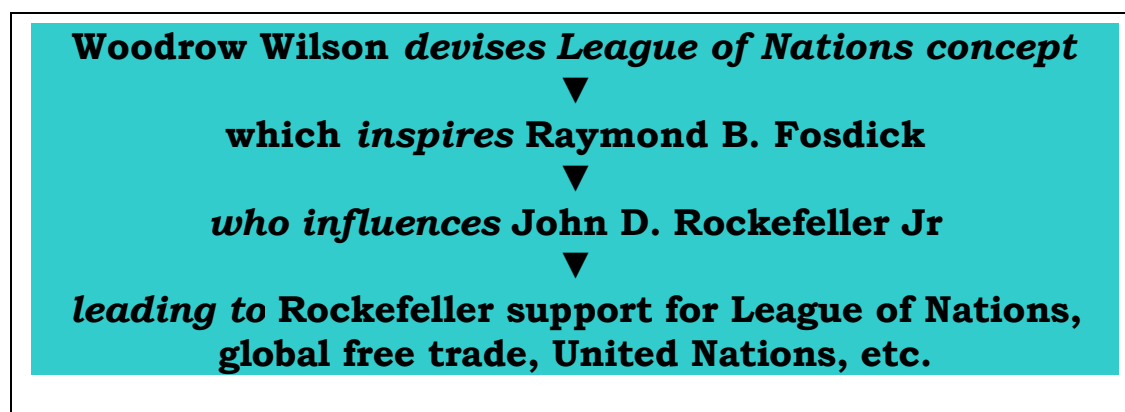 Woodrow Wilson devises League of Nations concept
▼
which inspires Raymond B. Fosdick
▼
who influences John D. Rockefeller Jr
▼
leading to Rockefeller support for League of Nations,
global free trade, United Nations, etc.